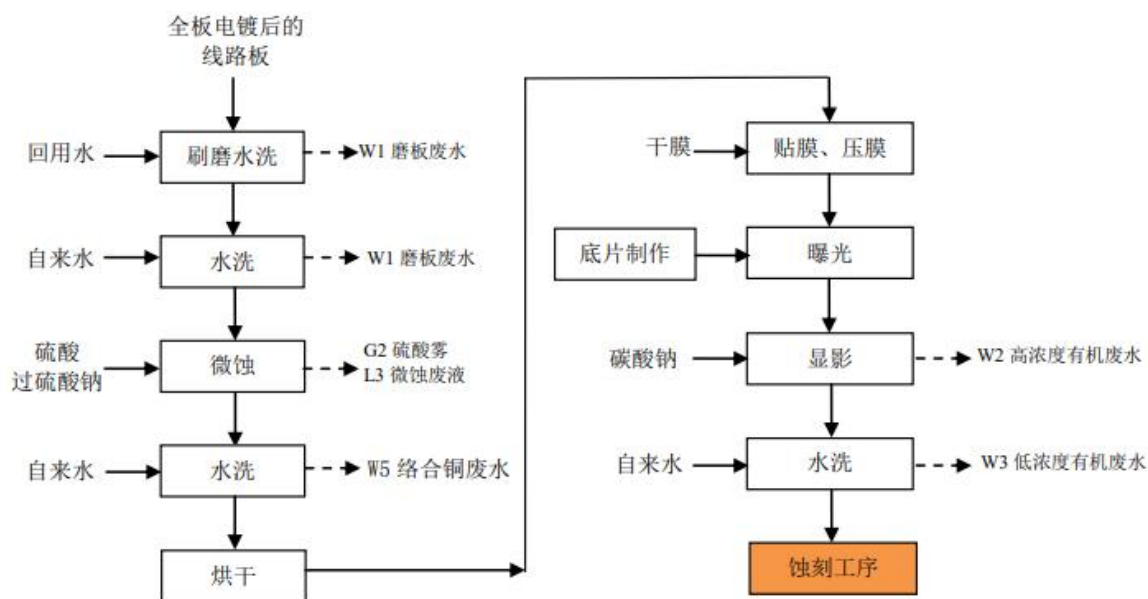 全板电镀后的
线路板
回用水
刷磨水洗
W1 磨板废水
自来水
水洗
W1 磨板废水
硫酸
过硫酸钠
微蚀
G2 硫酸雾
L3 微蚀废液
自来水
水洗
W5 络合铜废水
烘干
干膜
贴膜、压膜
底片制作
曝光
碳酸钠
显影
W2 高浓度有机废水
自来水
水洗
W3 低浓度有机废水
蚀刻工序